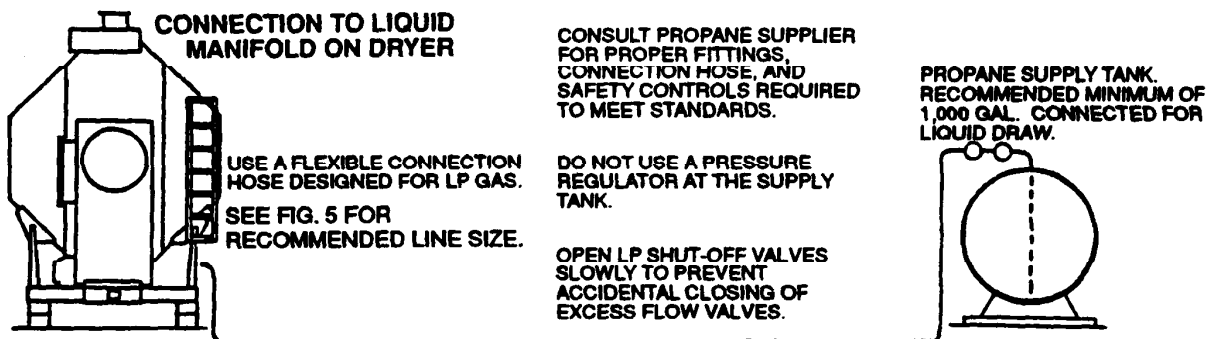 CONNECTION TO LIQUID
MANIFOLD ON DRYER
USE A FLEXIBLE CONNECTION
HOSE DESIGNED FOR LP GAS.
SEE FIG. 5 FOR
RECOMMENDED LINE SIZE.
CONSULT PROPANE SUPPLIER
FOR PROPER FITTINGS,
CONNECTION HOSE, AND
SAFETY CONTROLS REQUIRED
TO MEET STANDARDS.
DO NOT USE A PRESSURE
REGULATOR AT THE SUPPLY
TANK.
OPEN LP SHUT-OFF VALVES
SLOWLY TO PREVENT
ACCIDENTAL CLOSING OF
EXCESS FLOW VALVES.
PROPANE SUPPLY TANK.
RECOMMENDED MINIMUM OF
1,000 GAL. CONNECTED FOR
LIQUID DRAW.